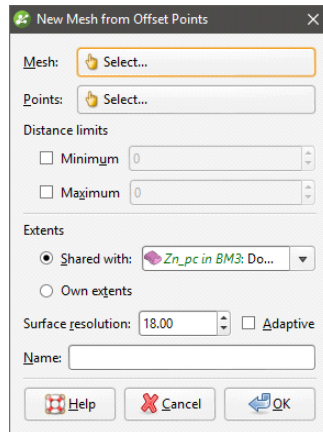 New Mesh from Offset Points
Mesh: Select...
Points: Select...
Distance limits
Minimum 0
Maximum 0
Extents
Shared with: Zn_pc in BM3: Do...
Own extents
Surface resolution: 18.00 Adaptive
Name:
Help Cancel OK